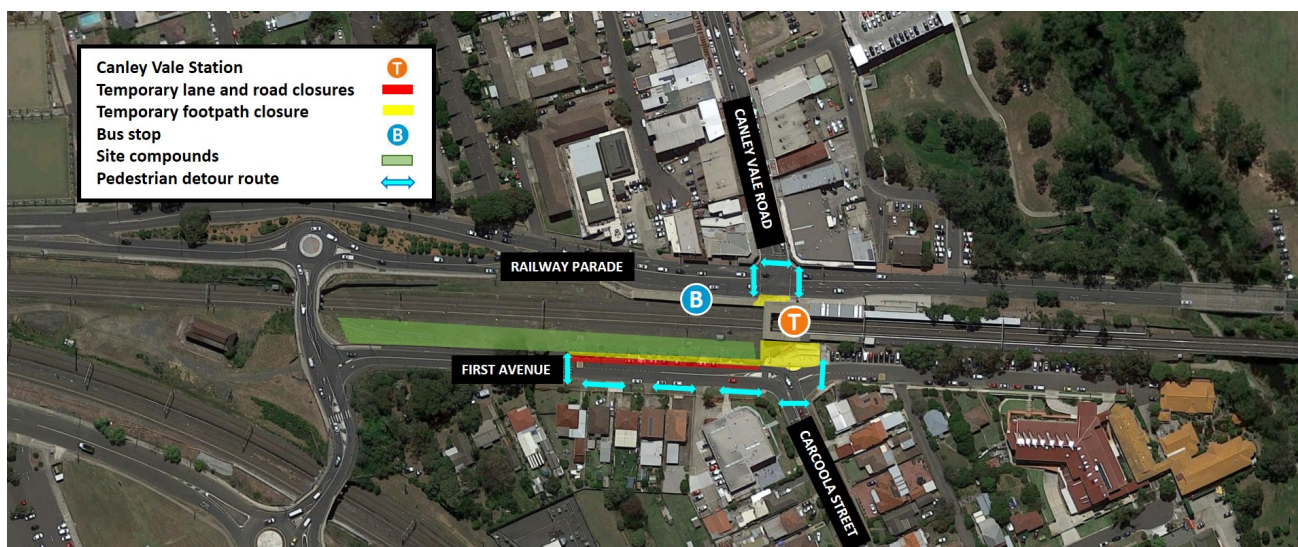 Canley Vale Station T
Temporary lane and road closures
Temporary footpath closure
Bus stop B
Site compounds
Pedestrian detour route
CANLEY VALE ROAD
RAILWAY PARADE
B
T
FIRST AVENUE
CARCOOLA STREET